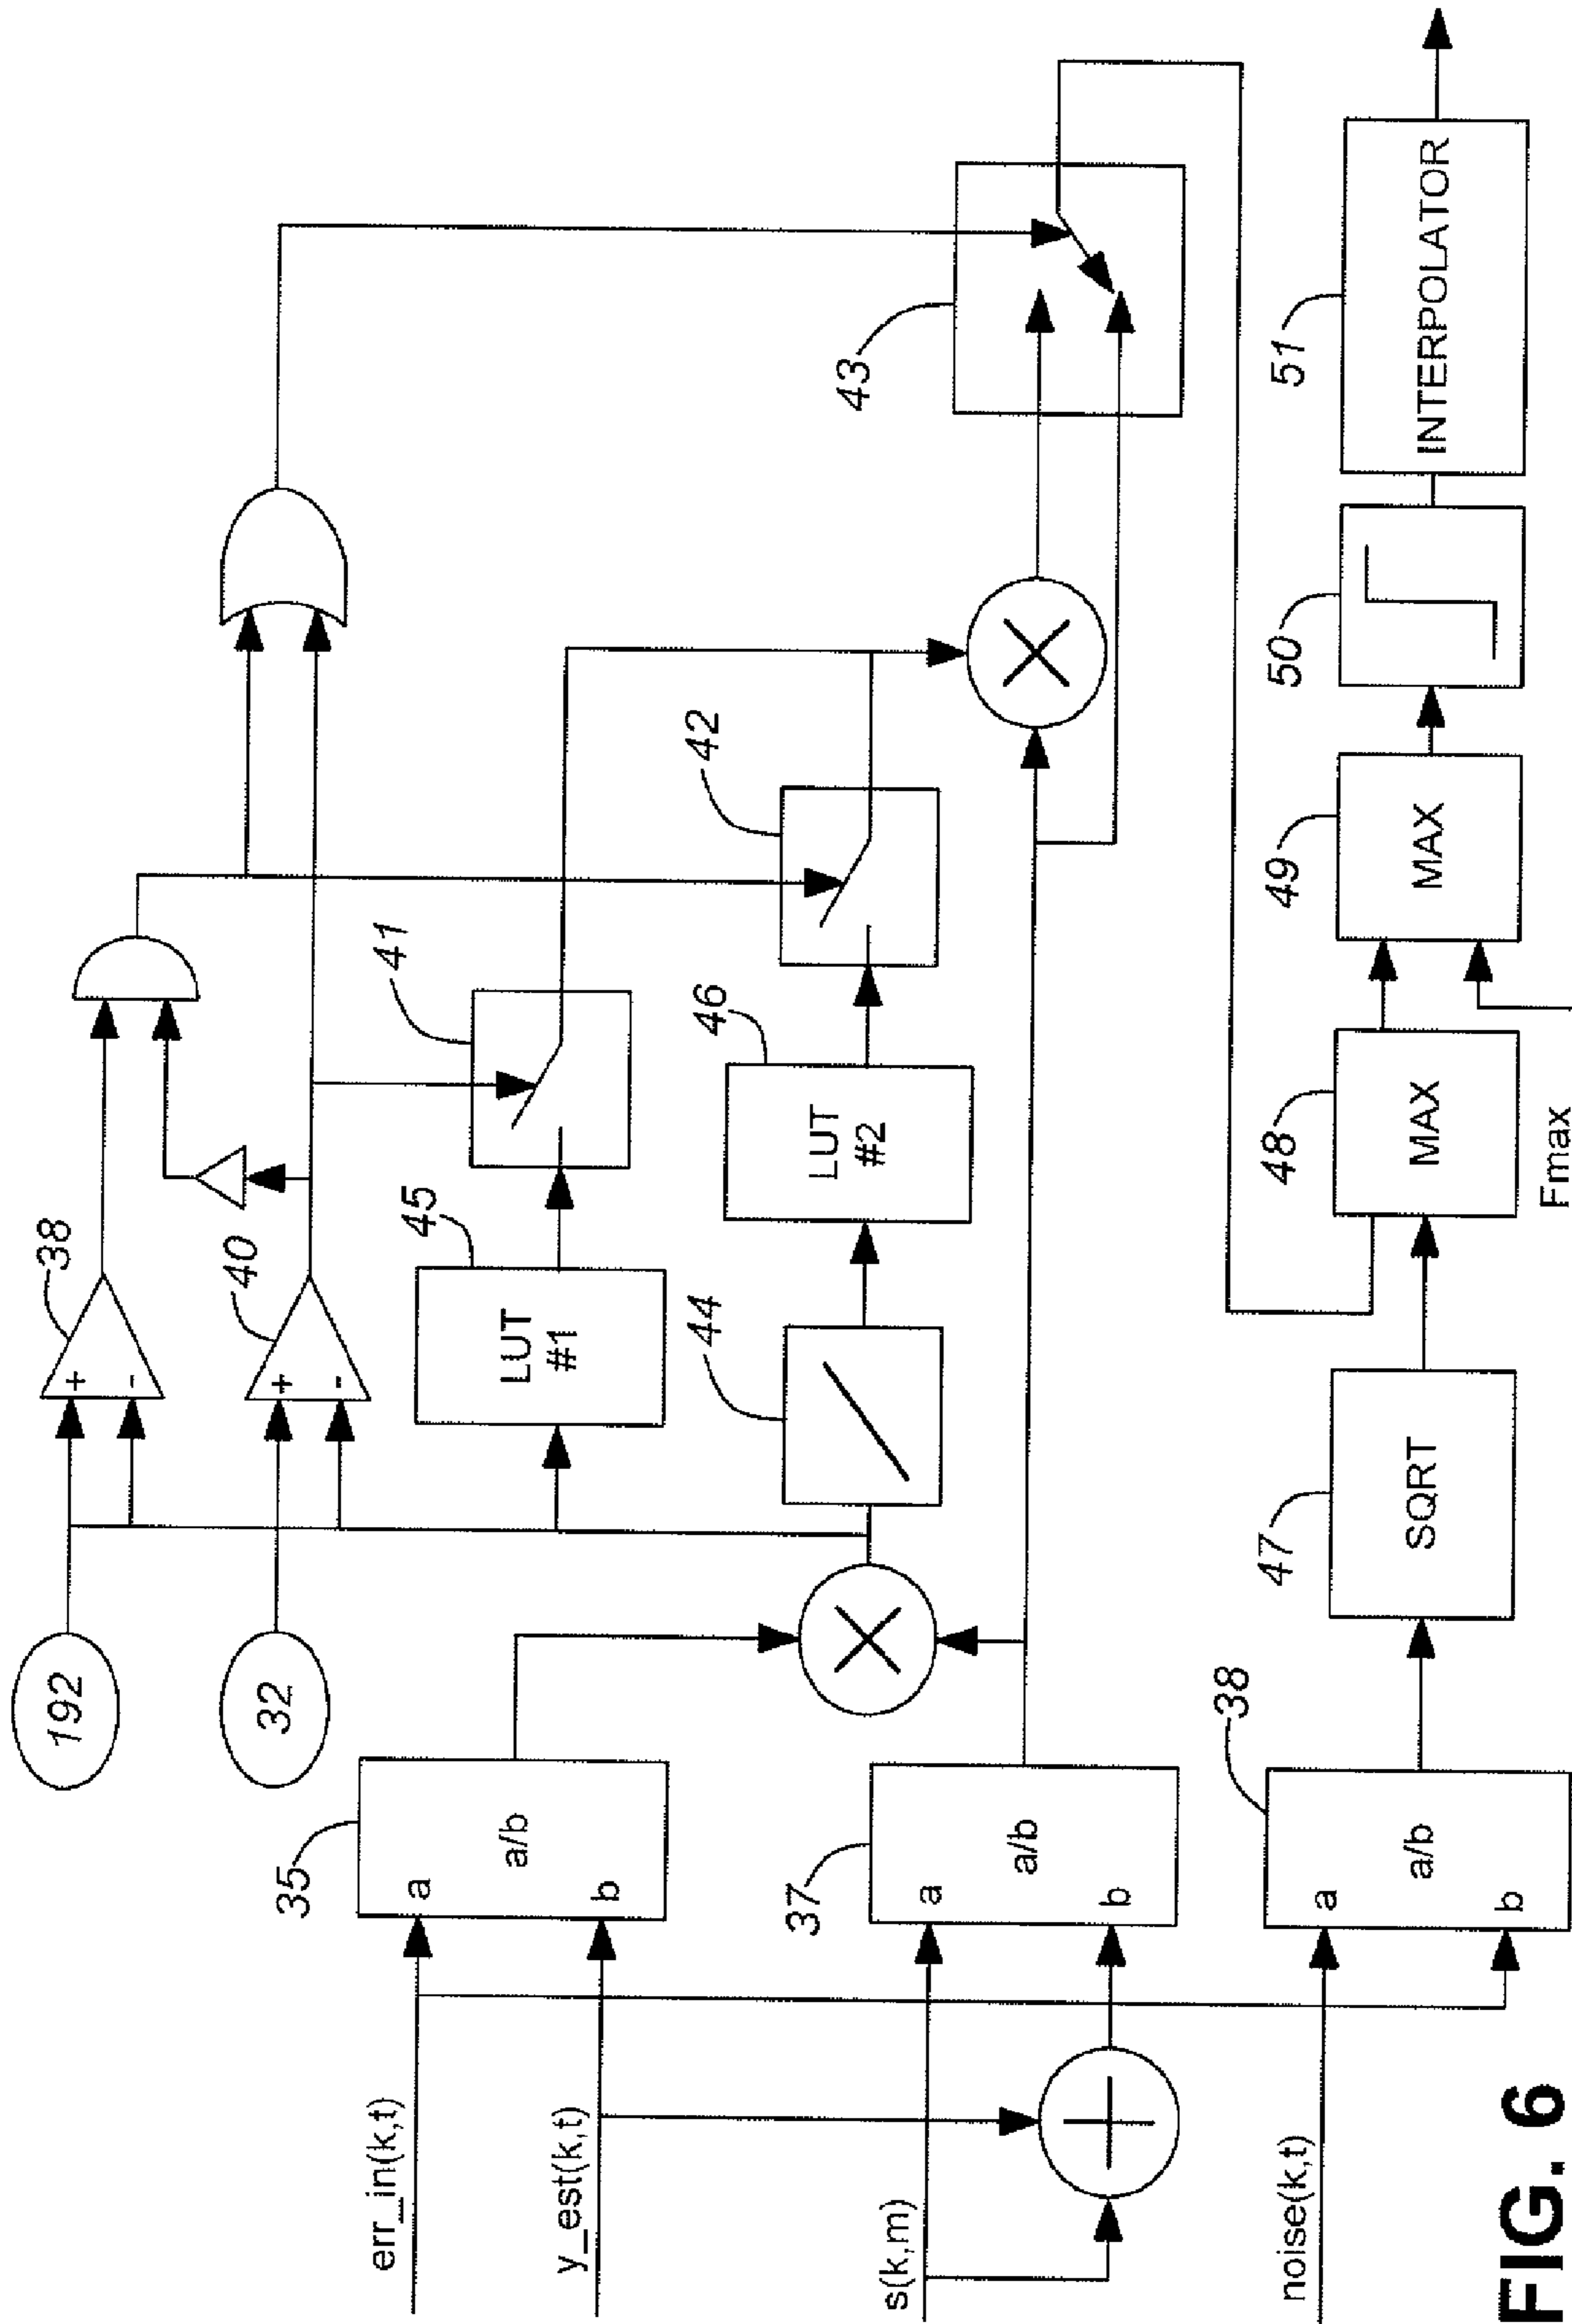 192
38
+
-
32
40
+
-
err_in(k,t)
35
a
a/b
b
y_est(k,t)
45
LUT
#1
41
44
46
LUT
#2
42
s(k,m)
37
a
a/b
b
43
noise(k,t)
38
a
a/b
b
47
SQRT
48
MAX
Fmax
49
MAX
50
51
INTERPOLATOR
FIG. 6